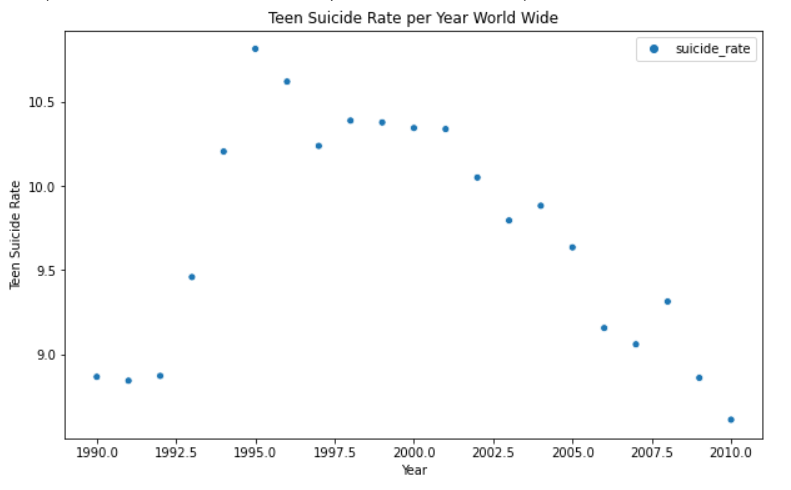 Teen Suicide Rate per Year World Wide
suicide_rate
10.5
10.0
9.5
9.0
Teen Suicide Rate
1990.0 1992.5 1995.0 1997.5 2000.0 2002.5 2005.0 2007.5 2010.0
Year